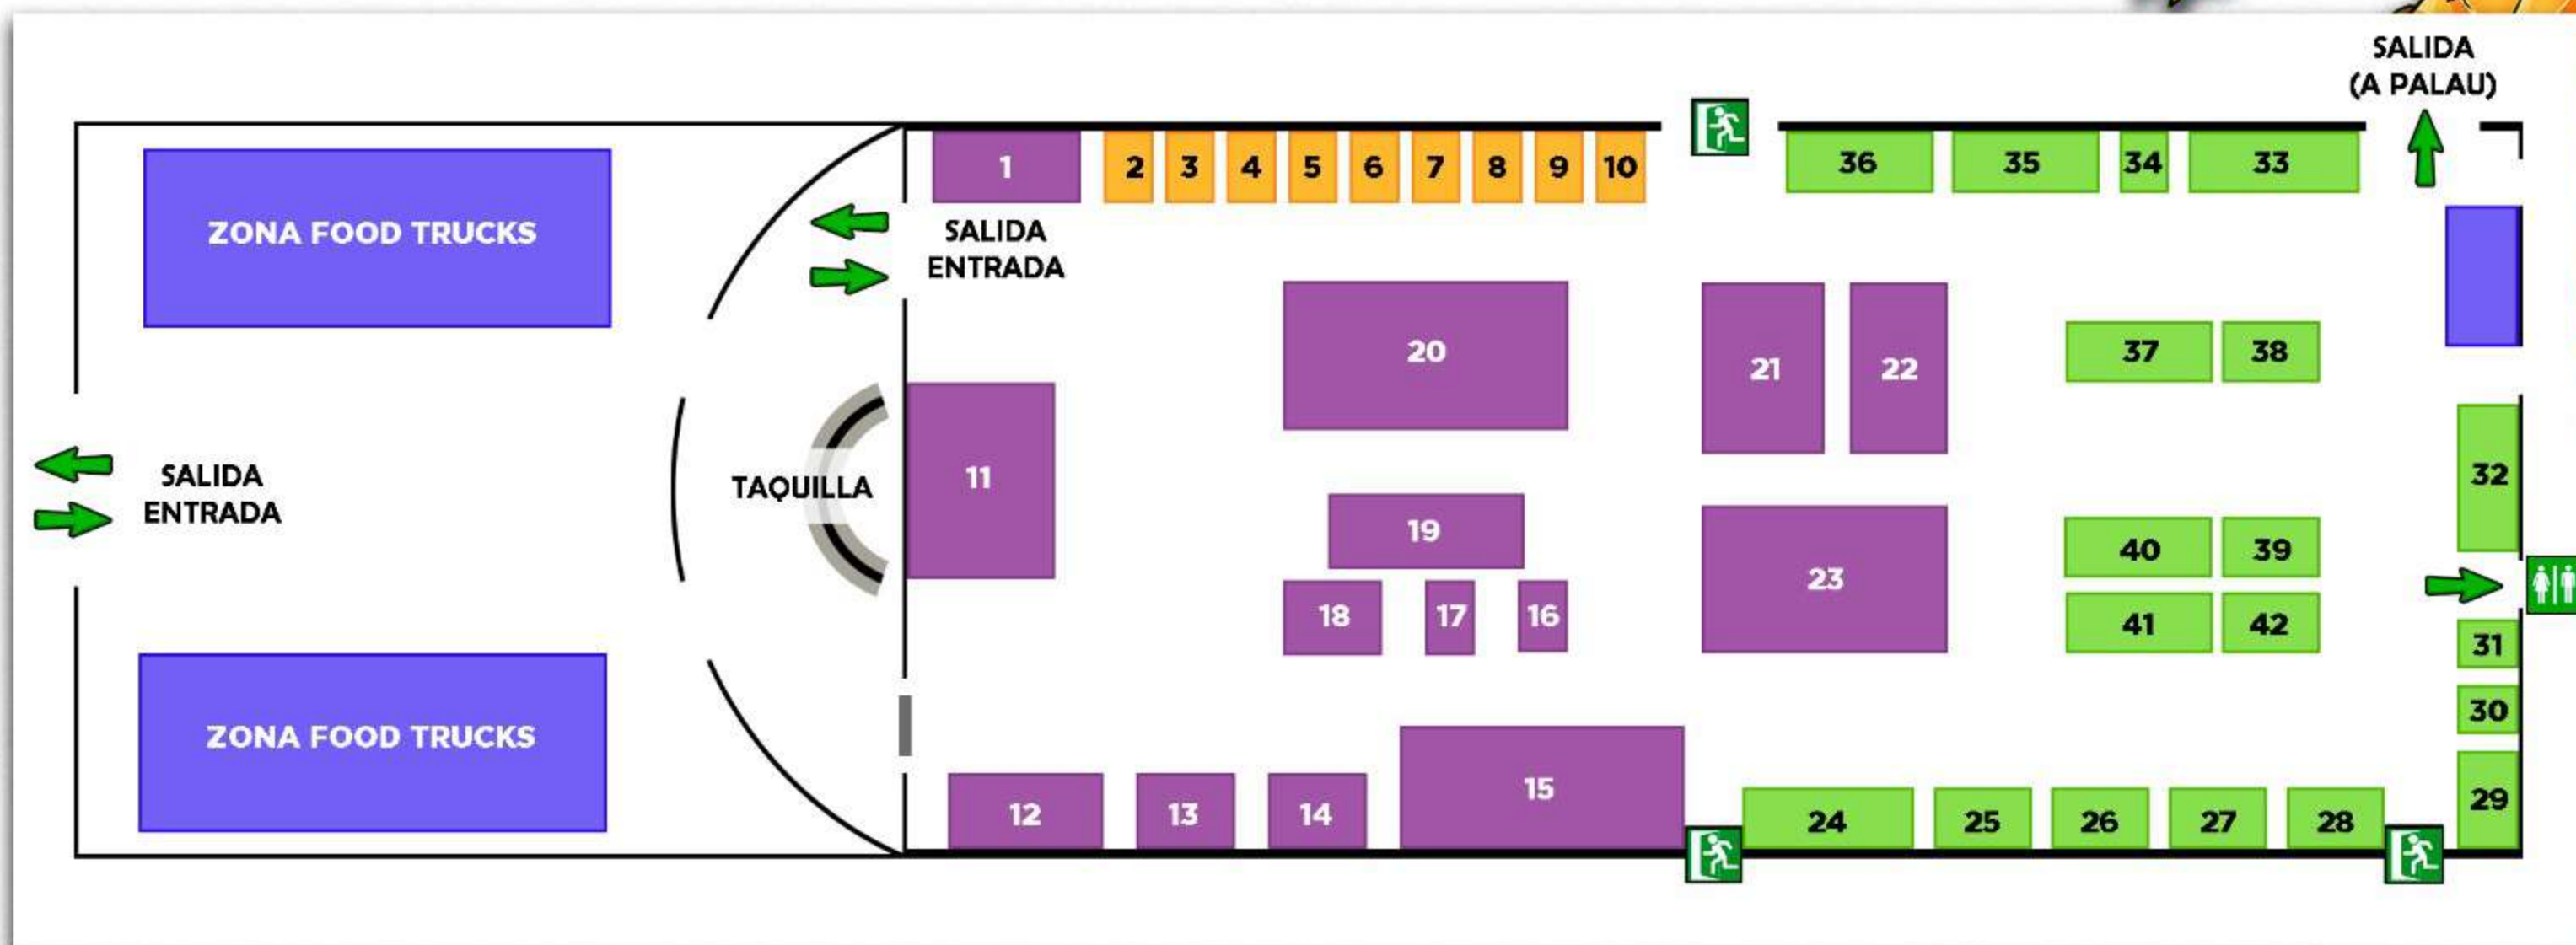 SALIDA
(A PALAU)
1
2 3 4 5 6 7 8 9 10
36 35 34 33
ZONA FOOD TRUCKS
SALIDA
ENTRADA
20
21 22
37 38
SALIDA
ENTRADA
TAQUILLA
11
19
23
32
40 39
18 17 16
41 42
31
30
ZONA FOOD TRUCKS
12 13 14
15
24 25 26 27 28
29